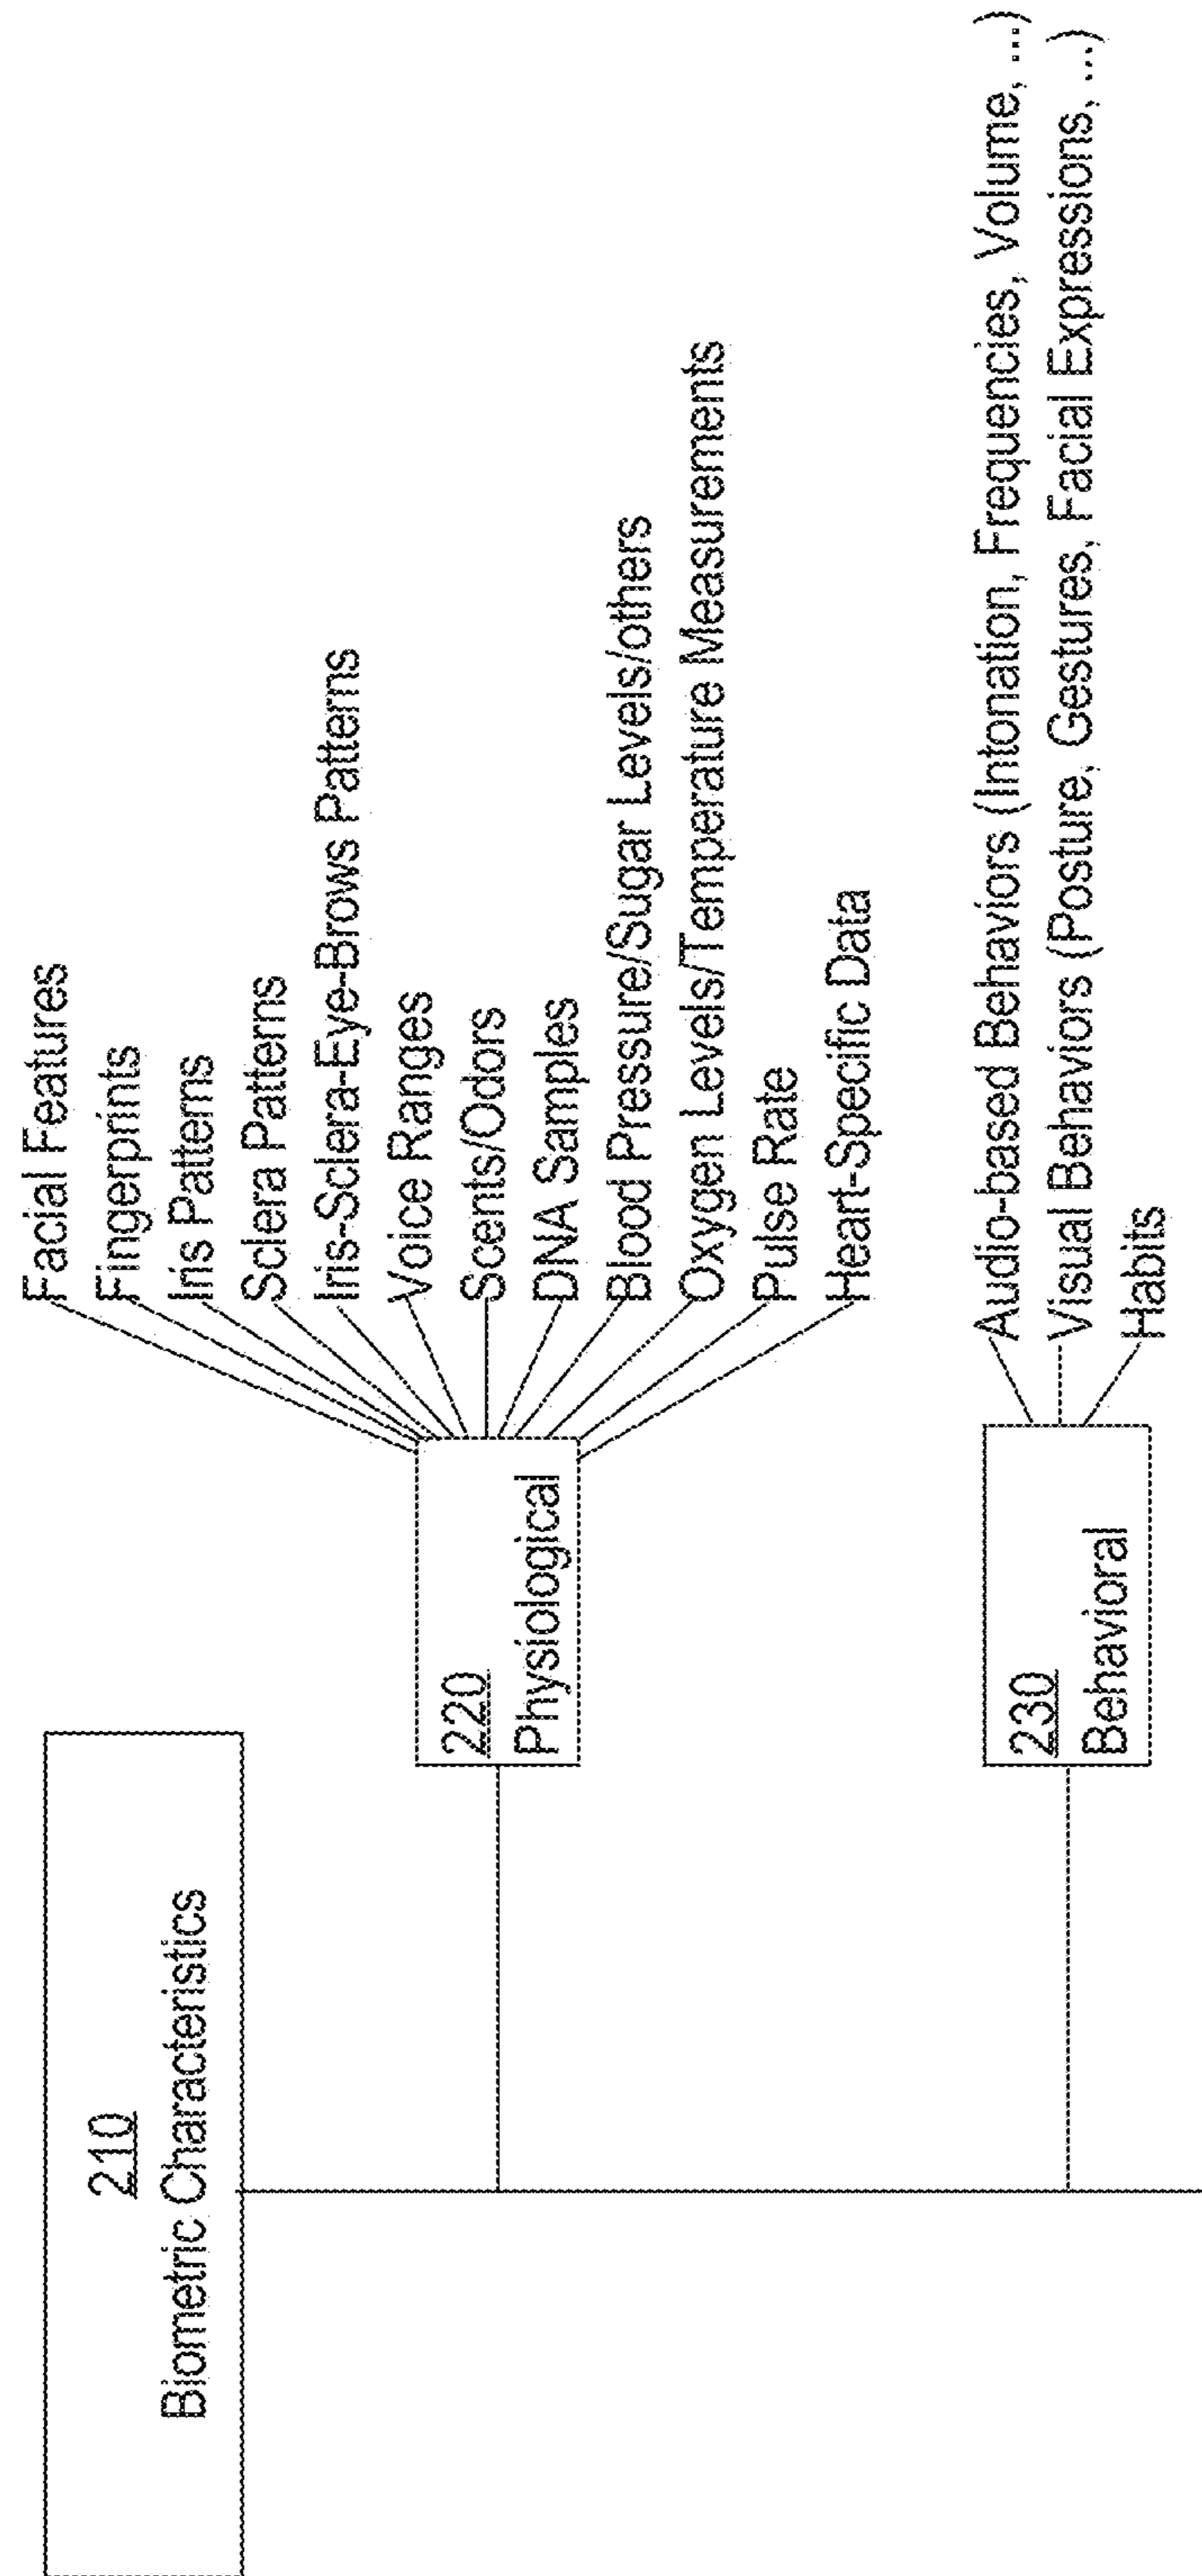 210
Biometric Characteristics
220
Physiological
Facial Features
Fingerprints
Iris Patterns
Sclera Patterns
Iris-Sclera-Eye-Brows Patterns
Voice Ranges
Scents/Odors
DNA Samples
Blood Pressure/Sugar Levels/others
Oxygen Levels/Temperature Measurements
Pulse Rate
Heart-Specific Data
230
Behavioral
Audio-based Behaviors (Intonation, Frequencies, Volume, ...)
Visual Behaviors (Posture, Gestures, Facial Expressions, ...)
Habits